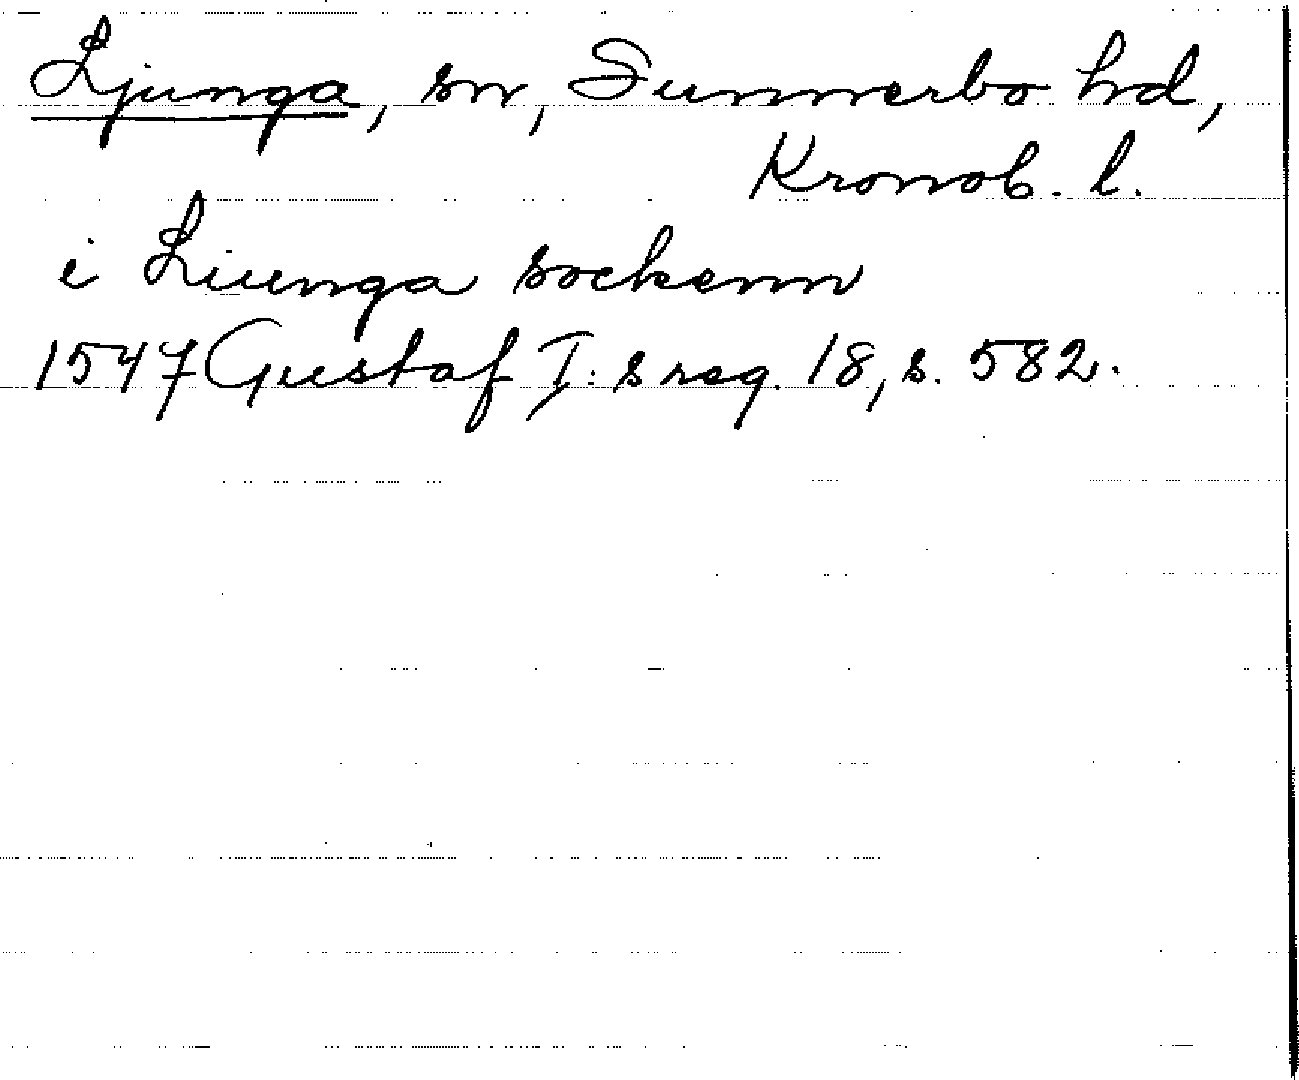 Ljunga, sn, Sunnerbo hd,
Kronob. l.
i Liunga sockenn
1547 Gustaf I:s reg. 18, s. 582.